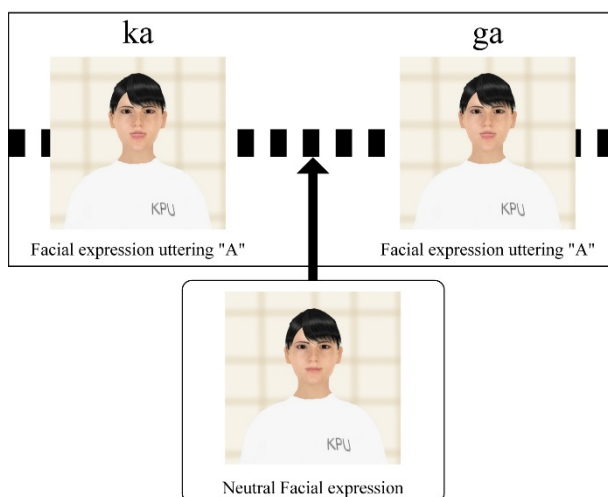 ka
ga
KPU
KPU
Facial expression uttering "A"
Facial expression uttering "A"
KPU
Neutral Facial expression